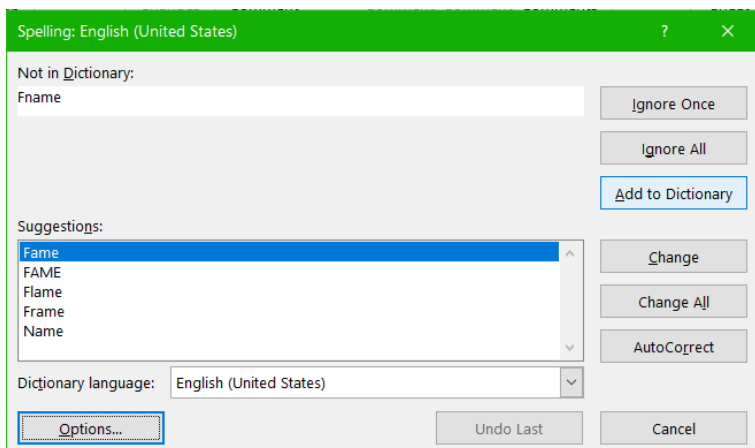 Spelling: English (United States)
?
Not in Dictionary:
Fname
Ignore Once
Ignore All
Add to Dictionary
Suggestions:
Fame
FAME
Flame
Frame
Name
Change
Change All
AutoCorrect
Dictionary language:
English (United States)
Options...
Undo Last
Cancel